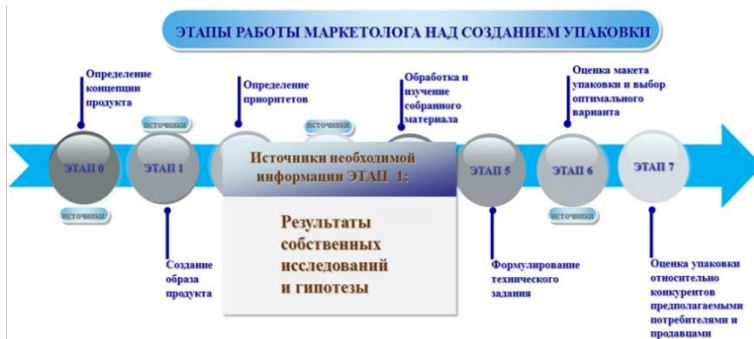 ЭТАПЫ РАБОТЫ МАРКЕТОЛОГА НАД СОЗДАНИЕМ УПАКОВКИ
Определение
концепции
продукта
Определение
приоритетов
Обработка и
изучение
собранного
материала
Оценка макета
упаковки и выбор
оптимального
варианта
ИСТОЧНИКИ
ИСТОЧНИКИ
ЭТАП 0
ЭТАП 1
ЭТАП 5
ЭТАП 6
ЭТАП 7
ИСТОЧНИКИ
ИСТОЧНИКИ
Источники необходимой
информации ЭТАП 1:
Результаты
собственных
исследований
и гипотезы
Создание
образа
продукта
Формулирование
технического
задания
Оценка упаковки
относительно
конкурентов
предполагаемыми
потребителями и
продавцами